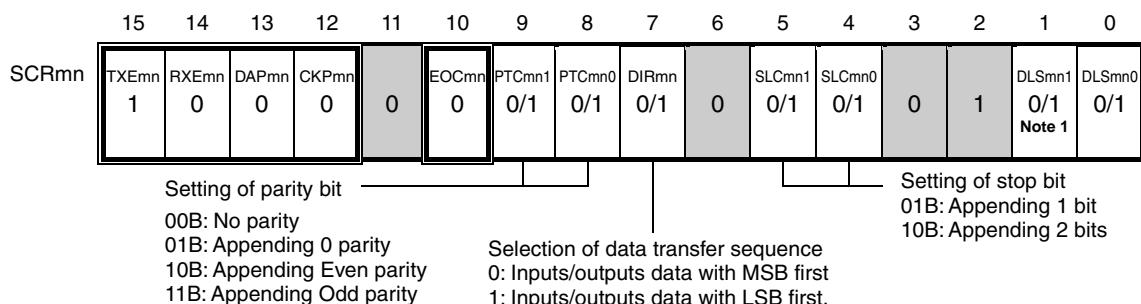 15 14 13 12 11 10 9 8 7 6 5 4 3 2 1 0
SCRmn
TXEmn RXEmn DAPmn CKPmn EOCmn PTCmn1 PTCmn0 DIRmn SLCmn1 SLCmn0 DLSmn1 DLSmn0
1 0 0 0 0 0 0/1 0/1 0/1 0 0/1 0/1 0 1 0/1 0/1
Note 1
Setting of parity bit
00B: No parity
01B: Appending 0 parity
10B: Appending Even parity
11B: Appending Odd parity
Selection of data transfer sequence
0: Inputs/outputs data with MSB first
1: Inputs/outputs data with LSB first.
Setting of stop bit
01B: Appending 1 bit
10B: Appending 2 bits